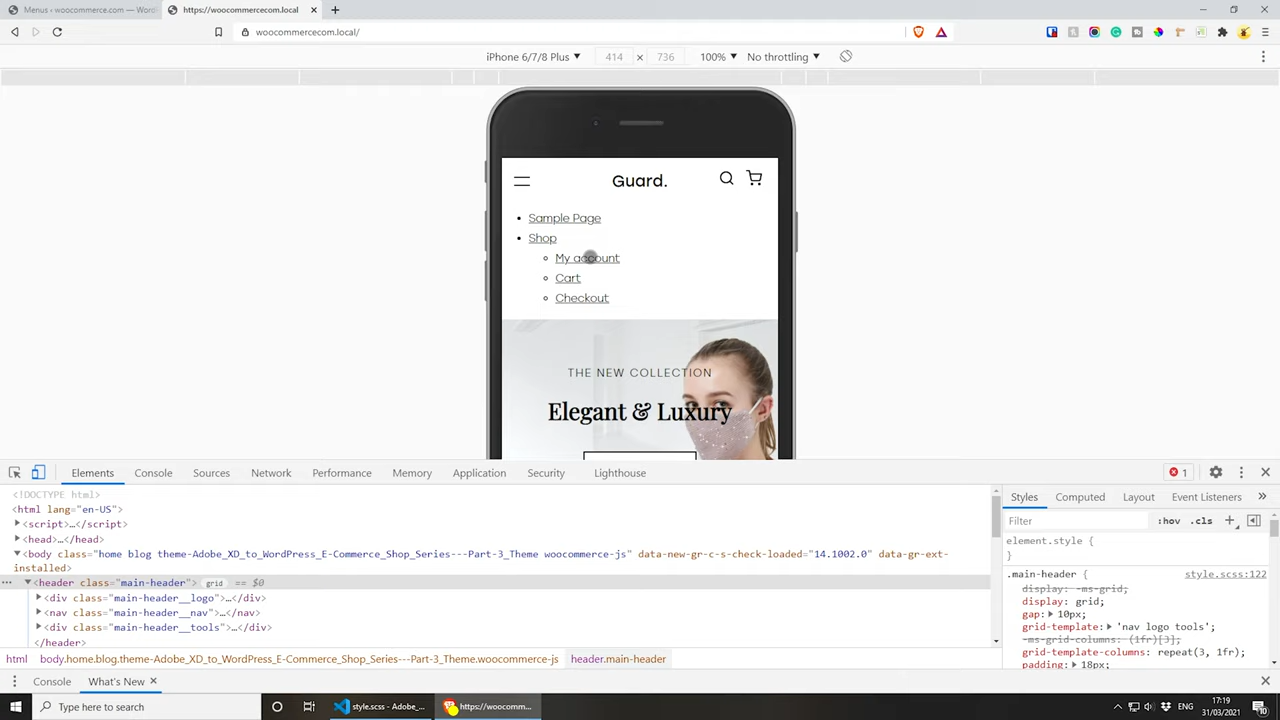 Menus ‹ woocommerce.com — Word
https://woocommercecom.local/
woocommercecom.local/
iPhone 6/7/8 Plus
414 × 736
100%
No throttling
Guard.
Sample Page
Shop
My account
Cart
Checkout
THE NEW COLLECTION
Elegant & Luxury
Elements
Console
Sources
Network
Performance
Memory
Application
Security
Lighthouse
1
<!DOCTYPE html>
<html lang="en-US">
<script>…</script>
<head>…</head>
<body class="home blog theme-Adobe_XD_to_WordPress_E-Commerce_Shop_Series---Part-3_Theme woocommerce-js" data-new-gr-c-s-check-loaded="14.1002.0" data-gr-ext-
installed>
<header class="main-header"> grid == $0
<div class="main-header__logo">…</div>
<nav class="main-header__nav">…</nav>
<div class="main-header__tools">…</div>
</header>
html
body.home.blog.theme-Adobe_XD_to_WordPress_E-Commerce_Shop_Series---Part-3_Theme.woocommerce-js
header.main-header
Styles
Computed
Layout
Event Listeners
Filter
:hov .cls
element.style {
}
.main-header {
style.scss:122
display: -ms-grid;
display: grid;
gap: 10px;
grid-template: 'nav logo tools';
-ms-grid-columns: (1fr)[3];
grid-template-columns: repeat(3, 1fr);
padding: 18px;
Console
What's New
Type here to search
style.scss - Adobe_...
https://woocomm...
ENG
17:19
31/03/2021
10